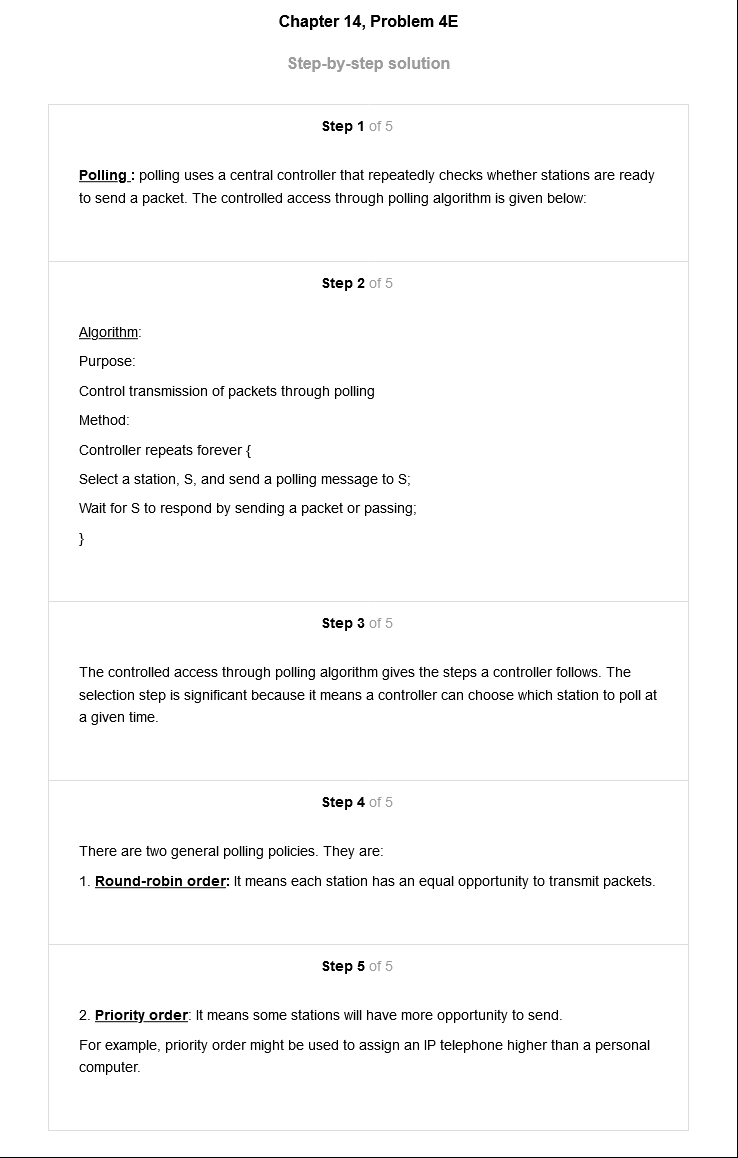 Chapter 14, Problem 4E
Step-by-step solution
Step 1 of 5
Polling : polling uses a central controller that repeatedly checks whether stations are ready
to send a packet. The controlled access through polling algorithm is given below:
Step 2 of 5
Algorithm:
Purpose:
Control transmission of packets through polling
Method:
Controller repeats forever {
Select a station, S, and send a polling message to S;
Wait for S to respond by sending a packet or passing;
}
Step 3 of 5
The controlled access through polling algorithm gives the steps a controller follows. The
selection step is significant because it means a controller can choose which station to poll at
a given time.
Step 4 of 5
There are two general polling policies. They are:
1. Round-robin order: It means each station has an equal opportunity to transmit packets.
Step 5 of 5
2. Priority order: It means some stations will have more opportunity to send.
For example, priority order might be used to assign an IP telephone higher than a personal
computer.